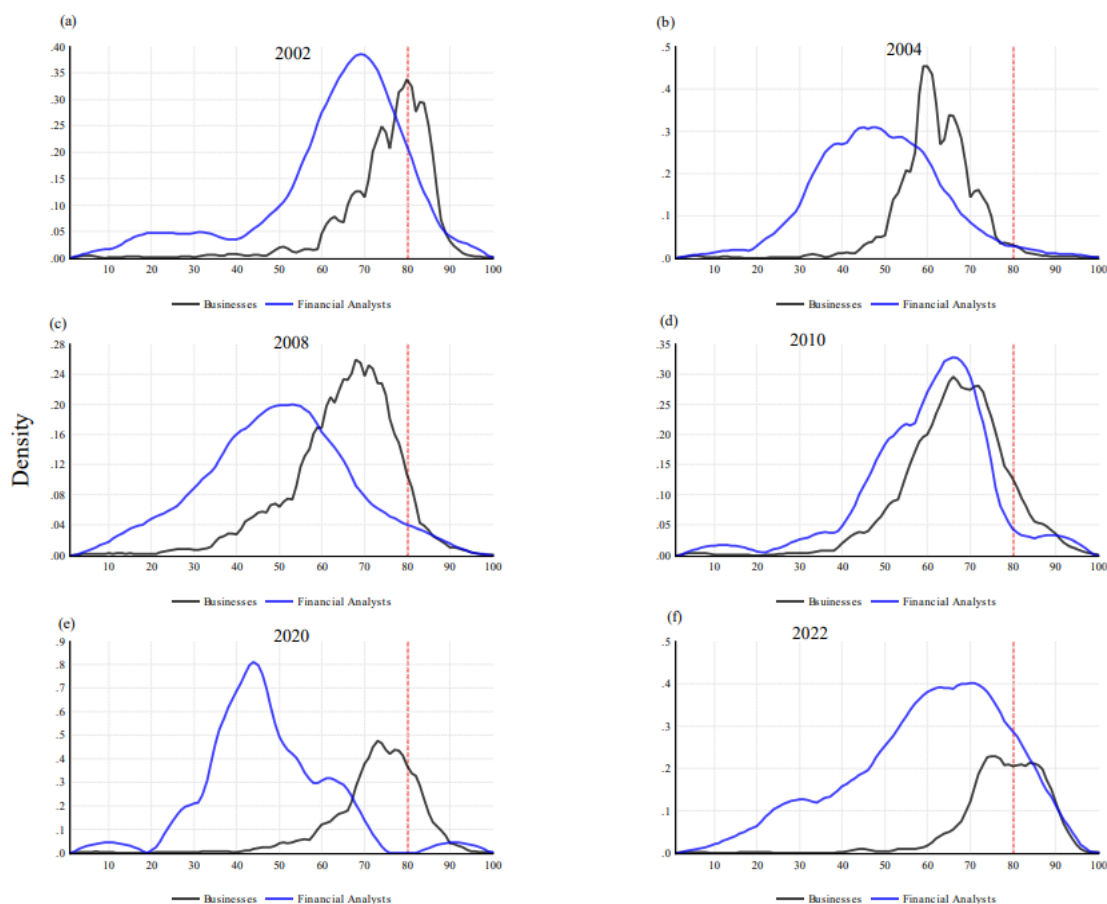 (a)
2002
.40
.35
.30
.25
.20
.15
.10
.05
.00
10 20 30 40 50 60 70 80 90 100
Businesses Financial Analysts
(b)
2004
.5
.4
.3
.2
.1
.0
10 20 30 40 50 60 70 80 90 100
Businesses Financial Analysts
Density
(c)
2008
.28
.24
.20
.16
.12
.08
.04
.00
10 20 30 40 50 60 70 80 90 100
Businesses Financial Analysts
(d)
2010
.35
.30
.25
.20
.15
.10
.05
.00
10 20 30 40 50 60 70 80 90 100
Businesses Financial Analysts
(e)
2020
.9
.8
.7
.6
.5
.4
.3
.2
.1
.0
10 20 30 40 50 60 70 80 90 100
Businesses Financial Analysts
(f)
2022
.5
.4
.3
.2
.1
.0
10 20 30 40 50 60 70 80 90 100
Businesses Financial Analysts